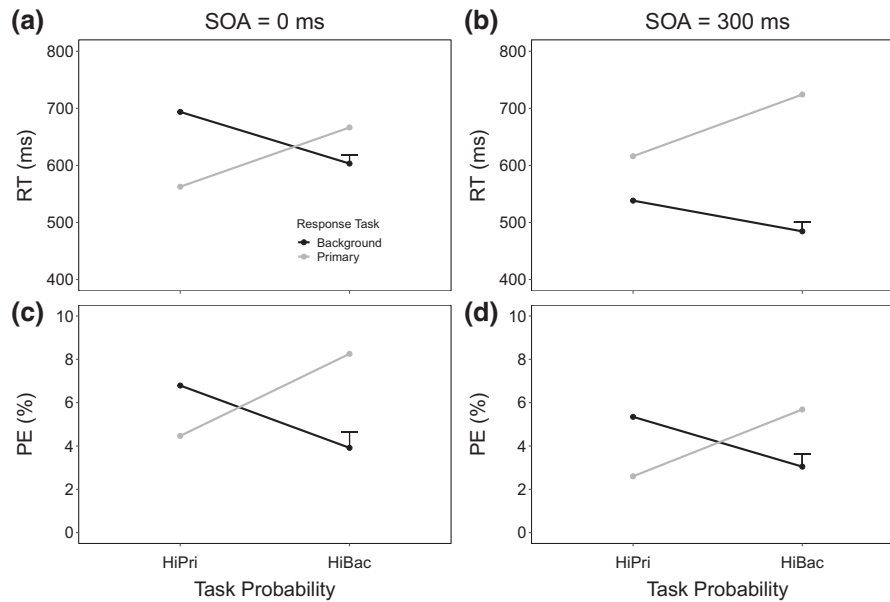 (a)
SOA = 0 ms
800
700
600
500
400
RT (ms)
Response Task
Background
Primary
(b)
SOA = 300 ms
800
700
600
500
400
RT (ms)
(c)
10
8
6
4
2
0
PE (%)
HiPri
HiBac
Task Probability
(d)
10
8
6
4
2
0
PE (%)
HiPri
HiBac
Task Probability